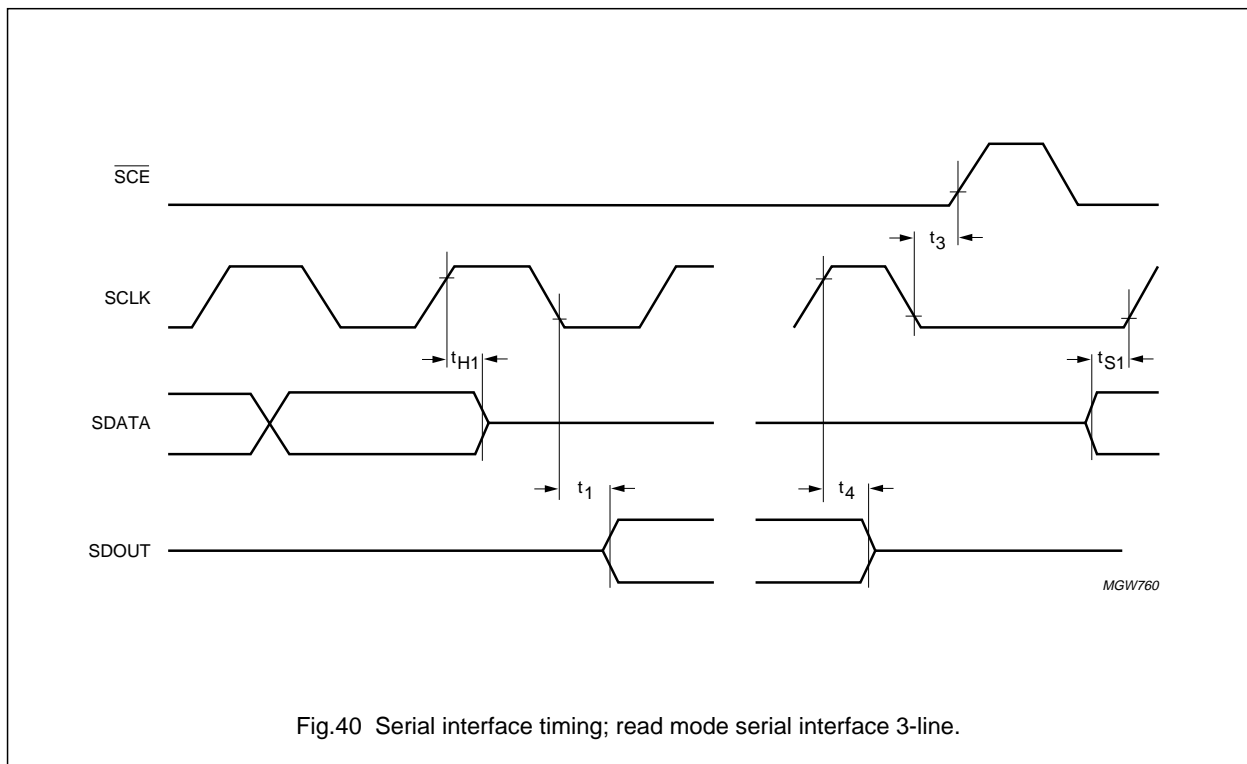 SCE
t3
SCLK
tH1
tS1
SDATA
t1
t4
SDOUT
MGW760
Fig.40 Serial interface timing; read mode serial interface 3-line.